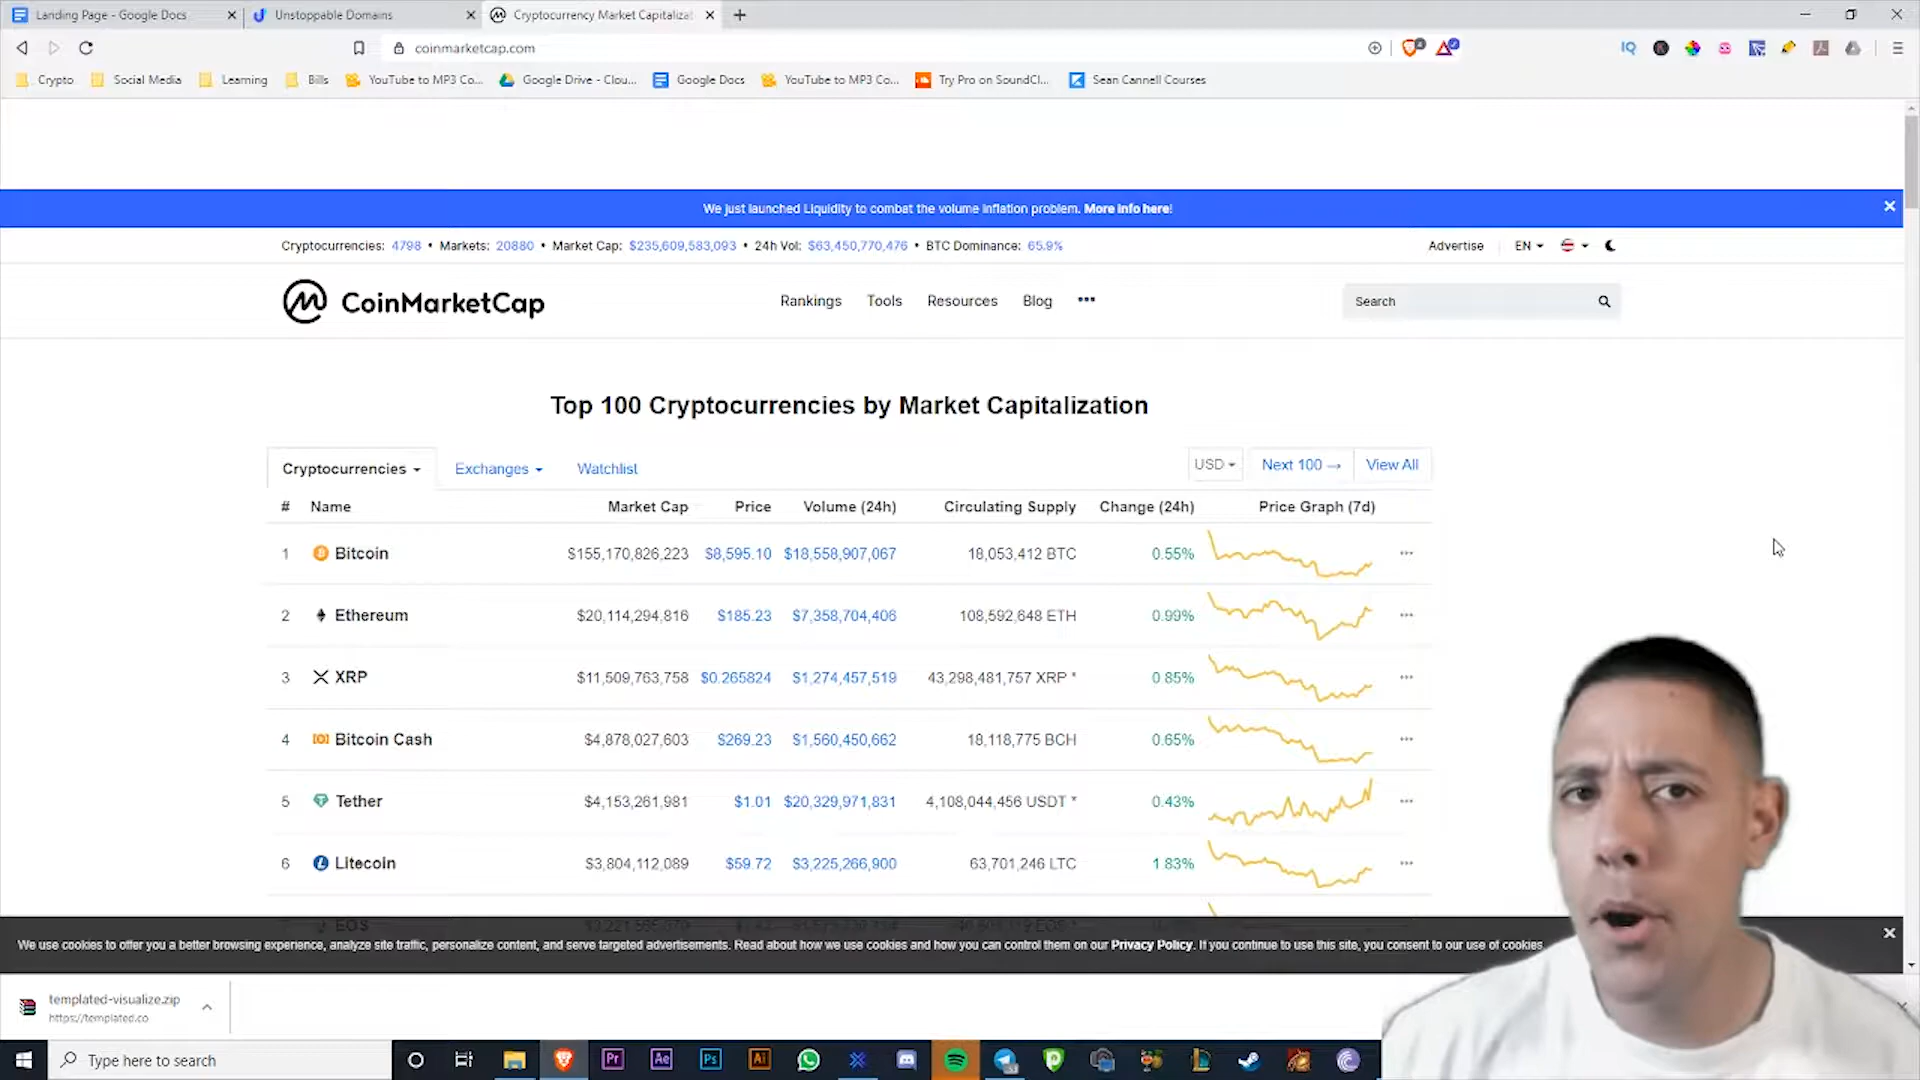 Landing Page - Google Docs
Unstoppable Domains
Cryptocurrency Market Capitalizat
coinmarketcap.com
IQ
Crypto
Social Media
Learning
Bills
YouTube to MP3 Co...
Google Drive - Clou...
Google Docs
YouTube to MP3 Co...
Try Pro on SoundCl...
Sean Cannell Courses
We just launched Liquidity to combat the volume inflation problem. More info here!
Cryptocurrencies: 4798 • Markets: 20880 • Market Cap: $235,609,583,093 • 24h Vol: $63,450,770,476 • BTC Dominance: 65.9%
Advertise
EN
CoinMarketCap
Rankings
Tools
Resources
Blog
Search
Top 100 Cryptocurrencies by Market Capitalization
Cryptocurrencies
Exchanges
Watchlist
USD
Next 100 →
View All
# Name Market Cap Price Volume (24h) Circulating Supply Change (24h) Price Graph (7d)
1 Bitcoin $155,170,826,223 $8,595.10 $18,558,907,067 18,053,412 BTC 0.55%
2 Ethereum $20,114,294,816 $185.23 $7,358,704,406 108,592,648 ETH 0.99%
3 XRP $11,509,763,758 $0.265824 $1,274,457,519 43,298,481,757 XRP * 0.85%
4 Bitcoin Cash $4,878,027,603 $269.23 $1,560,450,662 18,118,775 BCH 0.65%
5 Tether $4,153,261,981 $1.01 $20,329,971,831 4,108,044,456 USDT * 0.43%
6 Litecoin $3,804,112,089 $59.72 $3,225,266,900 63,701,246 LTC 1.83%
EOS
We use cookies to offer you a better browsing experience, analyze site traffic, personalize content, and serve targeted advertisements. Read about how we use cookies and how you can control them on our Privacy Policy. If you continue to use this site, you consent to our use of cookies.
templated-visualize.zip
https://templated.co
Type here to search
Pr
Ae
Ps
Ai